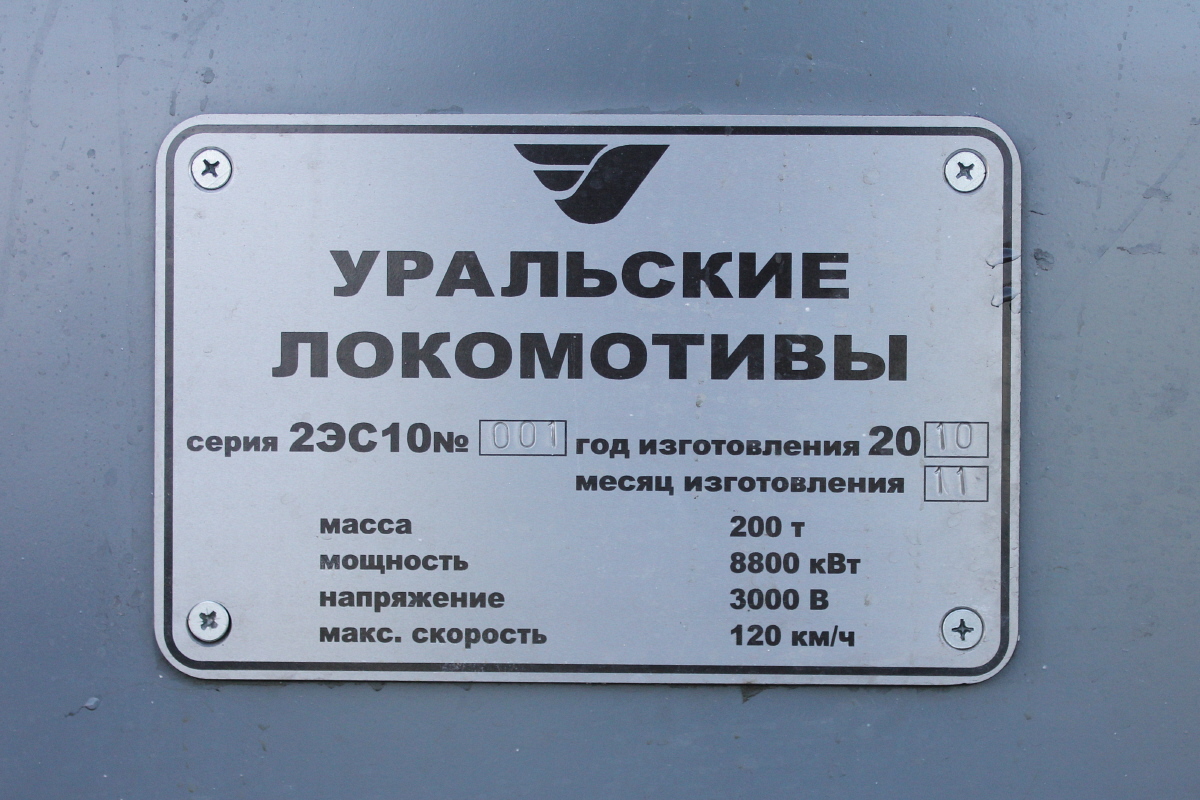 УРАЛЬСКИЕ
ЛОКОМОТИВЫ
серия 2ЭС10№ 001 год изготовления 2010
месяц изготовления 11
масса 200 т
мощность 8800 кВт
напряжение 3000 В
макс. скорость 120 км/ч